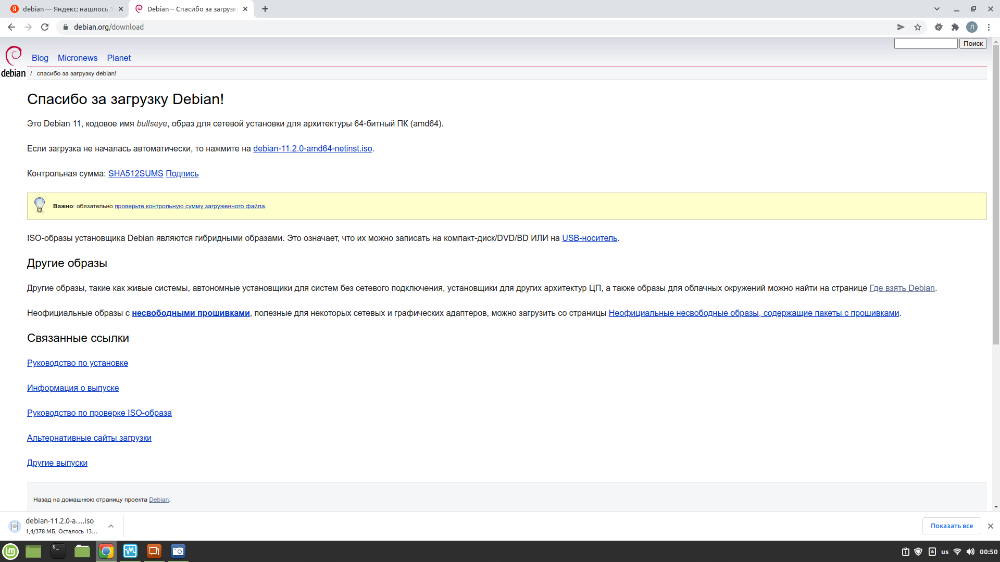 debian — Яндекс: нашлось 1
Debian -- Спасибо за загрузку
debian.org/download
Л
Поиск
Blog Micronews Planet
debian
/ спасибо за загрузку debian!
Спасибо за загрузку Debian!
Это Debian 11, кодовое имя bullseye, образ для сетевой установки для архитектуры 64-битный ПК (amd64).
Если загрузка не началась автоматически, то нажмите на debian-11.2.0-amd64-netinst.iso.
Контрольная сумма: SHA512SUMS Подпись
Важно: обязательно проверьте контрольную сумму загруженного файла.
ISO-образы установщика Debian являются гибридными образами. Это означает, что их можно записать на компакт-диск/DVD/BD ИЛИ на USB-носитель.
Другие образы
Другие образы, такие как живые системы, автономные установщики для систем без сетевого подключения, установщики для других архитектур ЦП, а также образы для облачных окружений можно найти на странице Где взять Debian.
Неофициальные образы с несвободными прошивками, полезные для некоторых сетевых и графических адаптеров, можно загрузить со страницы Неофициальные несвободные образы, содержащие пакеты с прошивками.
Связанные ссылки
Руководство по установке
Информация о выпуске
Руководство по проверке ISO-образа
Альтернативные сайты загрузки
Другие выпуски
Назад на домашнюю страницу проекта Debian.
debian-11.2.0-a....iso
1,4/378 МБ, Осталось 13...
Показать все
us
00:50